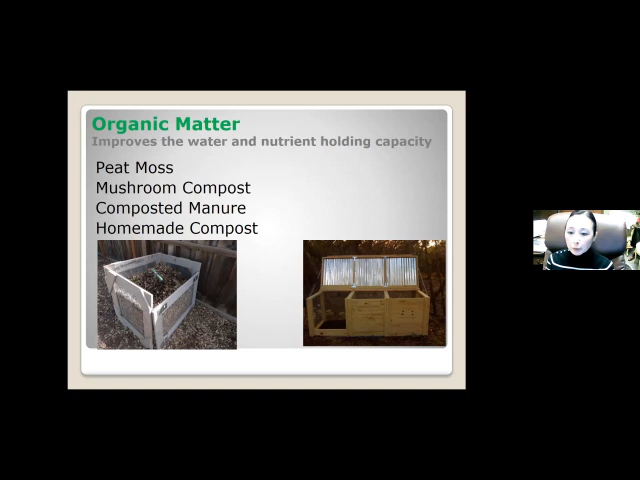 Organic Matter
Improves the water and nutrient holding capacity
Peat Moss
Mushroom Compost
Composted Manure
Homemade Compost